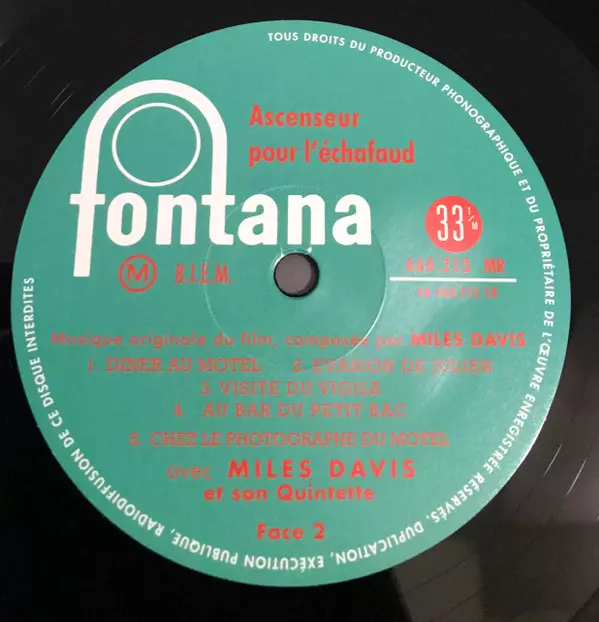 TOUS DROITS DU PRODUCTEUR PHONOGRAPHIQUE ET DU PROPRIÉTAIRE DE L'ŒUVRE ENREGISTRÉE RÉSERVÉS, DUPLICATION, EXÉCUTION PUBLIQUE, RADIODIFFUSION DE CE DISQUE INTERDITES
Ascenseur
pour l'échafaud
fontana
33 1/M
M B.I.E.M.
660.213 MR
Musique originale du film, composée par MILES DAVIS
1. DINER AU MOTEL 2. EVASION DE JULIEN
3. VISITE DU VIGILE
4. AU BAR DU PETIT BAC
5. CHEZ LE PHOTOGRAPHE DU MOTEL
avec MILES DAVIS
et son Quintette
Face 2